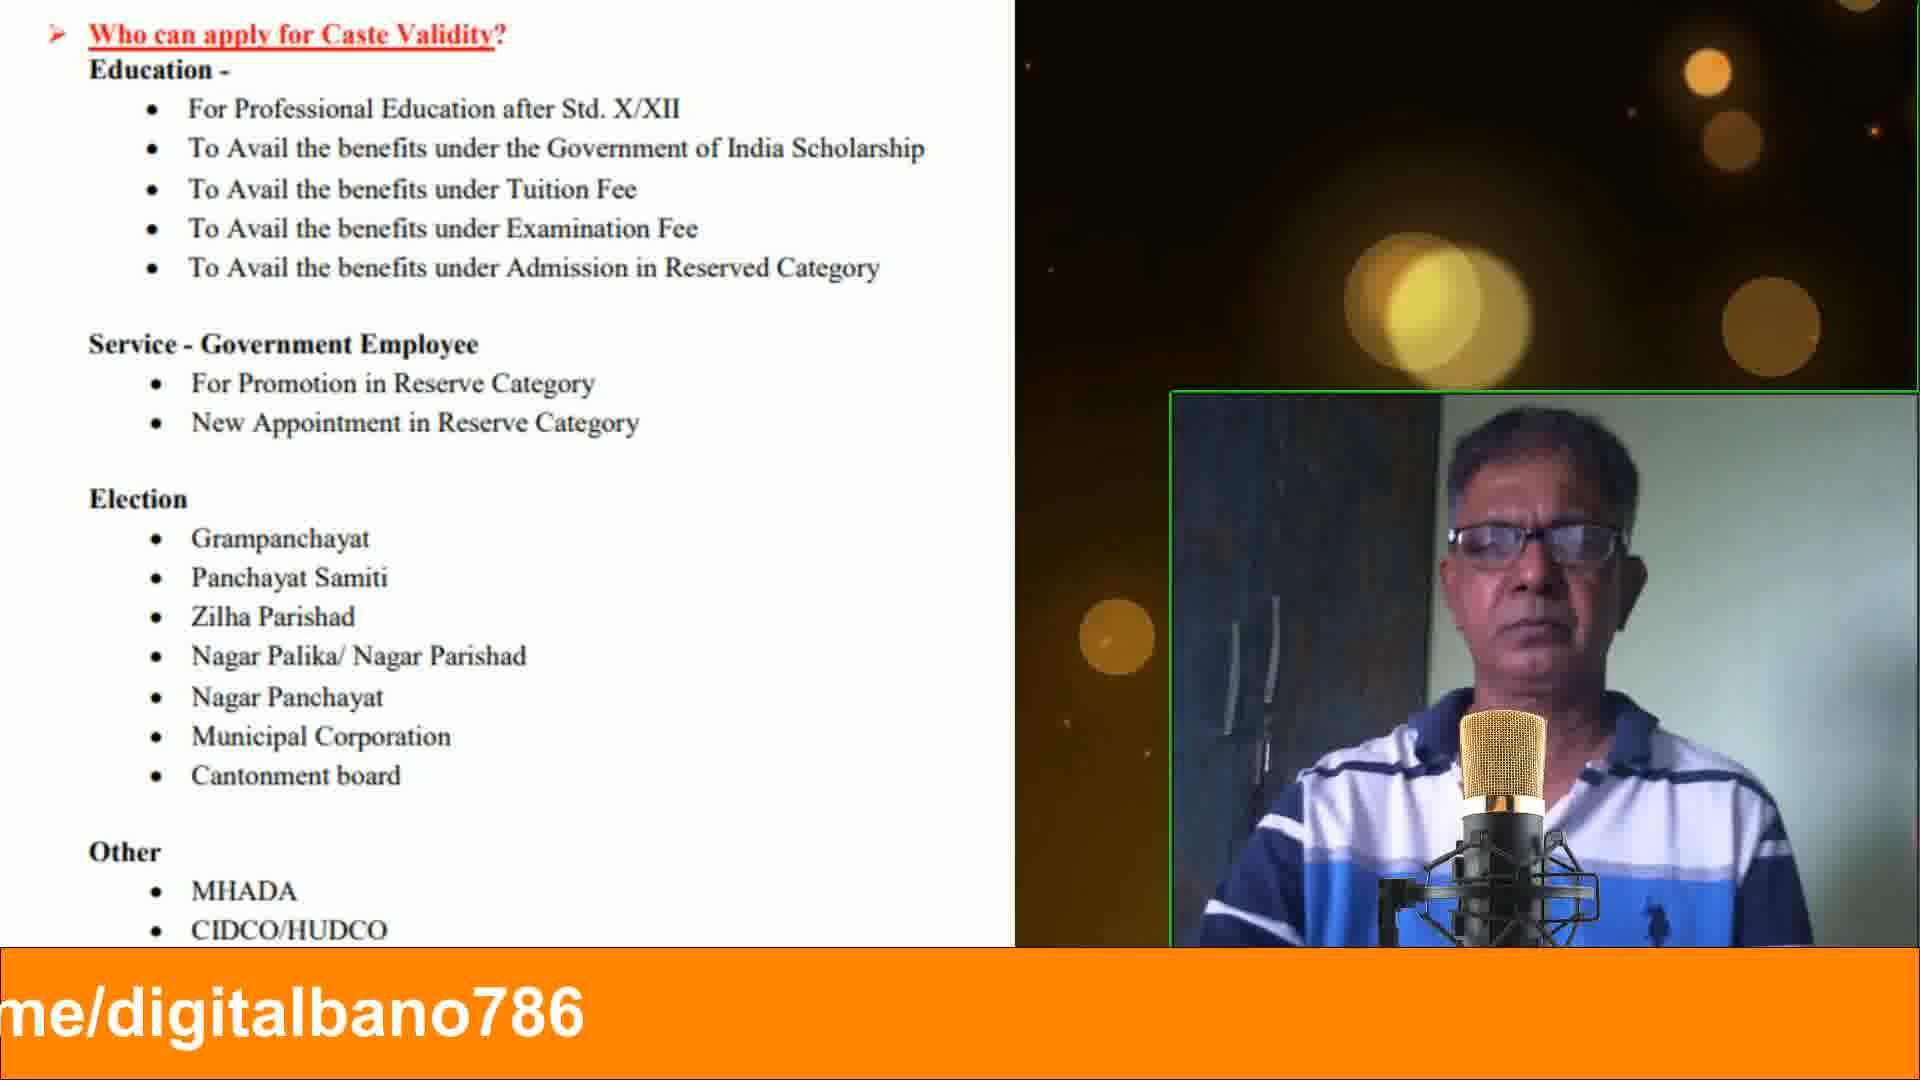 ➢ Who can apply for Caste Validity?
Education -
• For Professional Education after Std. X/XII
• To Avail the benefits under the Government of India Scholarship
• To Avail the benefits under Tuition Fee
• To Avail the benefits under Examination Fee
• To Avail the benefits under Admission in Reserved Category
Service - Government Employee
• For Promotion in Reserve Category
• New Appointment in Reserve Category
Election
• Grampanchayat
• Panchayat Samiti
• Zilha Parishad
• Nagar Palika/ Nagar Parishad
• Nagar Panchayat
• Municipal Corporation
• Cantonment board
Other
• MHADA
• CIDCO/HUDCO
me/digitalbano786